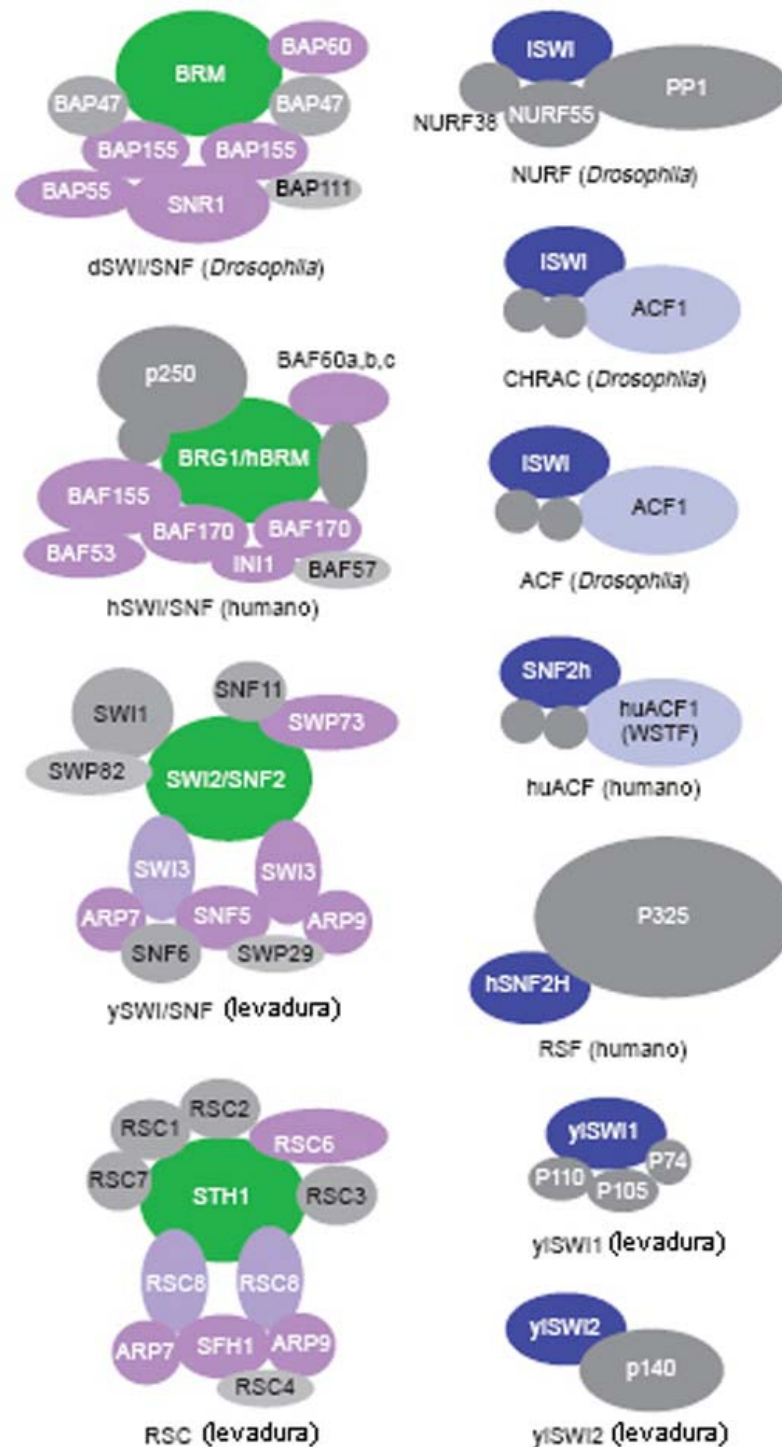 BRM
BAP60
BAP47
BAP47
BAP155
BAP155
BAP55
SNR1
BAP111
dSWI/SNF (Drosophila)
p250
BAF60a,b,c
BRG1/hBRM
BAF155
BAF170
BAF170
BAF53
INI1
BAF57
hSWI/SNF (humano)
SNF11
SWI1
SWP73
SWP82
SWI2/SNF2
SWI3
SWI3
ARP7
SNF5
ARP9
SNF6
SWP29
ySWI/SNF (levadura)
RSC2
RSC1
RSC6
RSC7
STH1
RSC3
RSC8
RSC8
ARP7
SFH1
ARP9
RSC4
RSC (levadura)
ISWI
PP1
NURF38
NURF55
NURF (Drosophila)
ISWI
ACF1
CHRAC (Drosophila)
ISWI
ACF1
ACF (Drosophila)
SNF2h
huACF1
(WSTF)
huACF (humano)
P325
hSNF2H
RSF (humano)
yISWI1
P74
P110
P105
yISWI1 (levadura)
yISWI2
p140
yISWI2 (levadura)